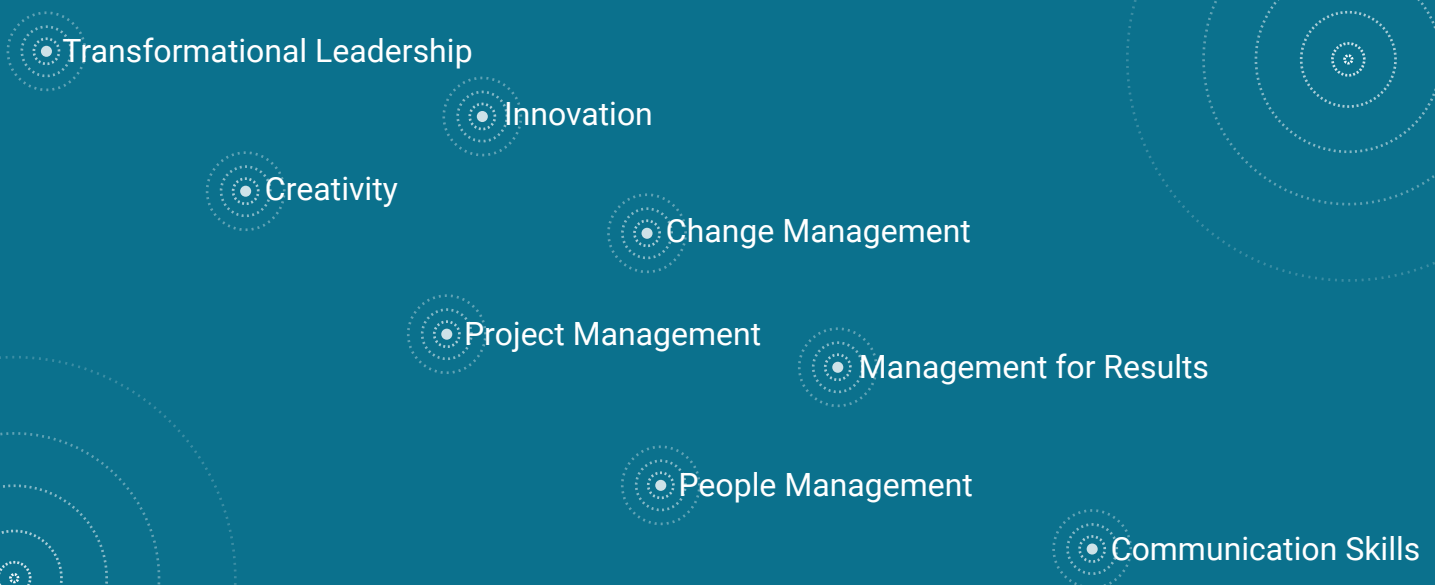 Transformational Leadership
Innovation
Creativity
Change Management
Project Management
Management for Results
People Management
Communication Skills